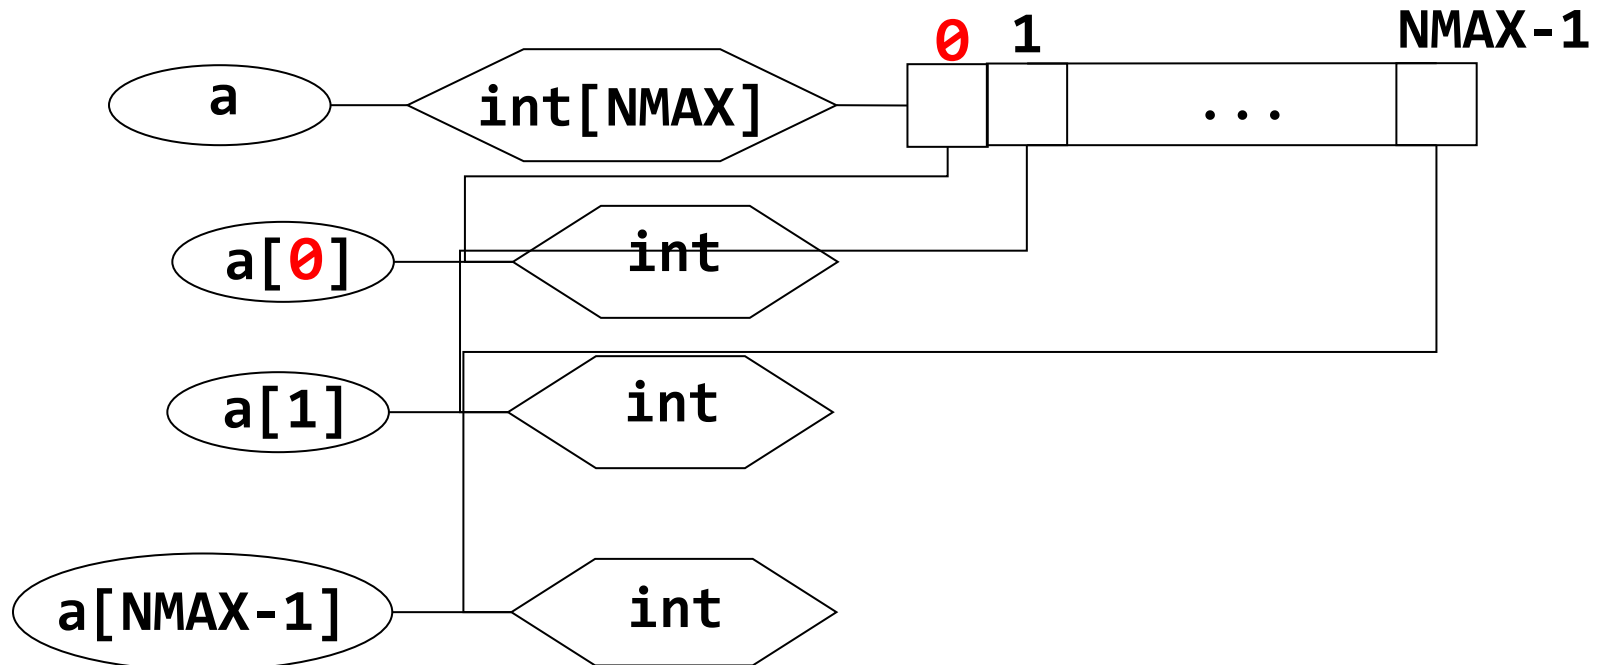 0 1 NMAX-1
a int[NMAX] ...
a[0] int
a[1] int
a[NMAX-1] int